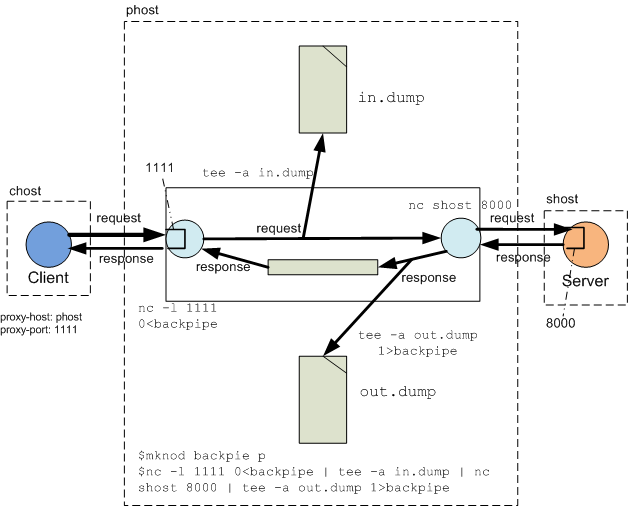 phost
in.dump
1111
tee -a in.dump
chost
nc shost 8000
shost
request
request
request
response
response
response
response
Client
Server
nc -l 1111
0<backpipe
proxy-host: phost
proxy-port: 1111
8000
tee -a out.dump
1>backpipe
out.dump
$mknod backpie p
$nc -l 1111 0<backpipe | tee -a in.dump | nc
shost 8000 | tee -a out.dump 1>backpipe